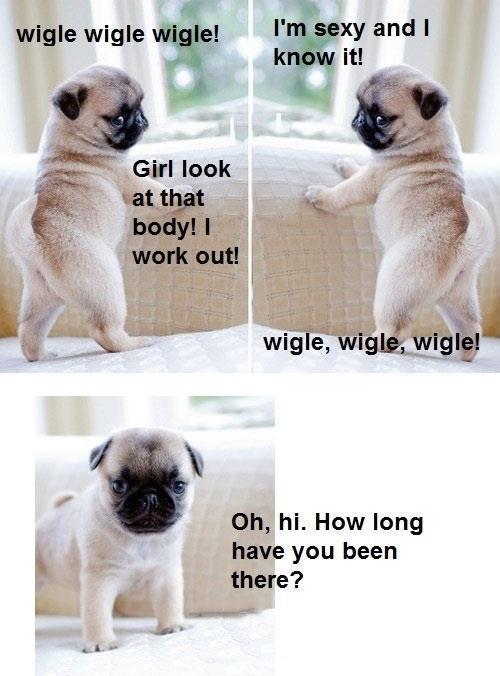 wigle wigle wigle!
Girl look
at that
body! I
work out!
I'm sexy and I
know it!
wigle, wigle, wigle!
Oh, hi. How long
have you been
there?